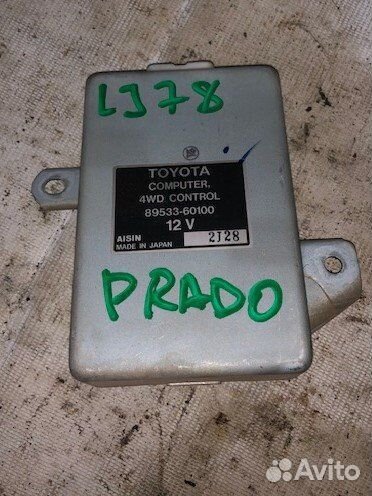 LJ78
TOYOTA
COMPUTER,
4WD CONTROL
89533-60100
12 V
AISIN
MADE IN JAPAN
2J28
PRADO
Avito